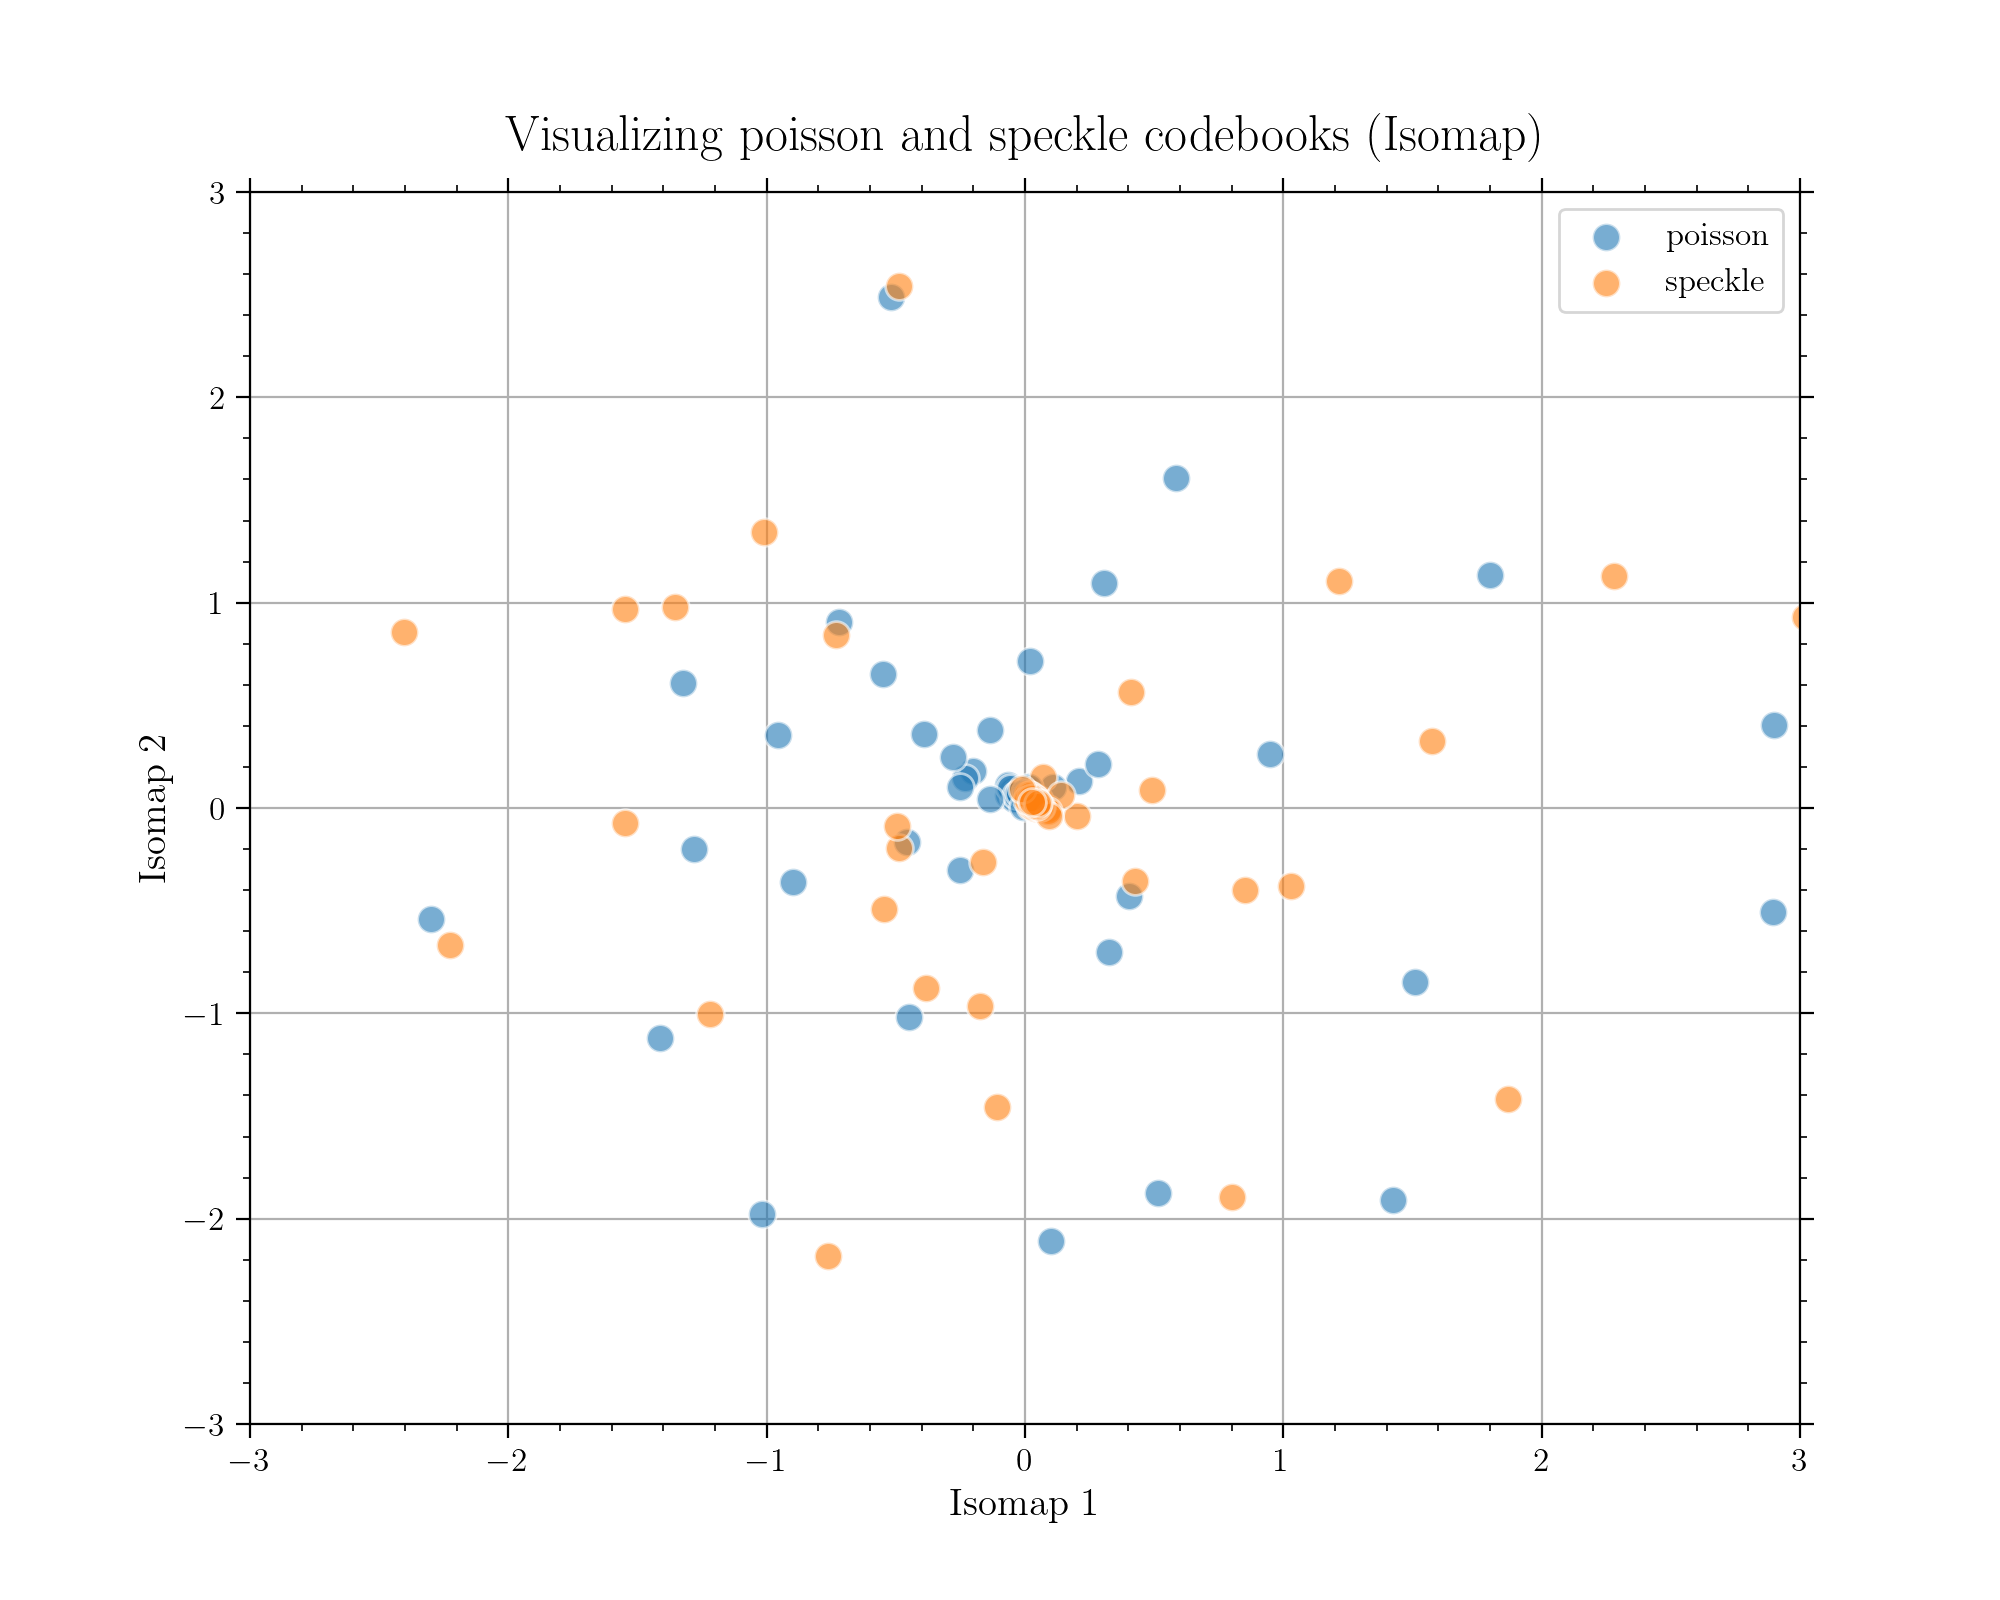 Visualizing poisson and speckle codebooks (Isomap)
poisson
speckle
3
2
1
0
−1
−2
−3
Isomap 2
−3
−2
−1
0
1
2
3
Isomap 1